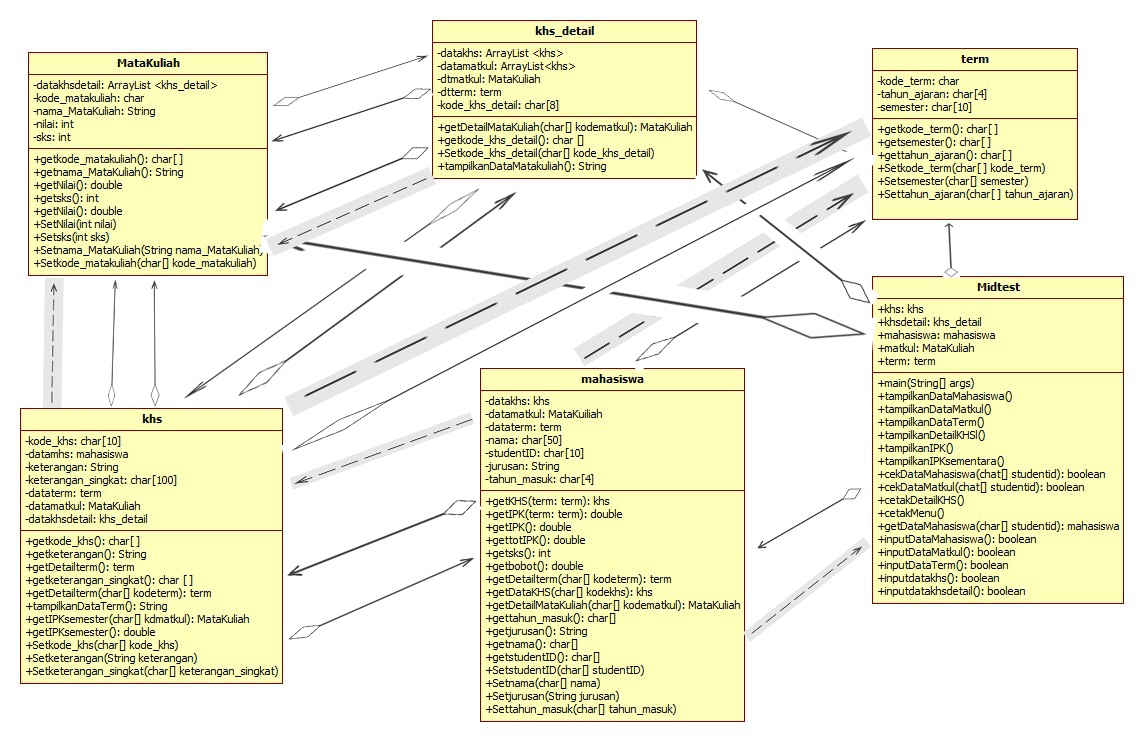 MataKuliah
-datakhsdetail: ArrayList <khs_detail>
-kode_matakuliah: char
-nama_MataKuliah: String
-nilai: int
-sks: int
+getkode_matakuliah(): char[ ]
+getnama_MataKuliah(): String
+getNilai(): double
+getsks(): int
+getNilai(): double
+SetNilai(int nilai)
+Setsks(int sks)
+Setnama_MataKuliah(String nama_MataKuliah)
+Setkode_matakuliah(char[] kode_matakuliah)
khs_detail
-datakhs: ArrayList <khs>
-datamatkul: ArrayList<khs>
-dtmatkul: MataKuliah
-dtterm: term
-kode_khs_detail: char[8]
+getDetailMataKuliah(char[] kodematkul): MataKuliah
+getkode_khs_detail(): char []
+Setkode_khs_detail(char[] kode_khs_detail)
+tampilkanDataMatakuliah(): String
term
-kode_term: char
-tahun_ajaran: char[4]
-semester: char[10]
+getkode_term(): char[ ]
+getsemester(): char[ ]
+gettahun_ajaran(): char[ ]
+Setkode_term(char[ ] kode_term)
+Setsemester(char[] semester)
+Settahun_ajaran(char[ ] tahun_ajaran)
Midtest
+khs: khs
+khsdetail: khs_detail
+mahasiswa: mahasiswa
+matkul: MataKuliah
+term: term
+main(String[] args)
+tampilkanDataMahasiswa()
+tampilkanDataMatkul()
+tampilkanDataTerm()
+tampilkanDetailKHSl()
+tampilkanIPK()
+tampilkanIPKsementara()
+cekDataMahasiswa(chat[] studentid): boolean
+cekDataMatkul(chat[] studentid): boolean
+cetakDetailKHS()
+cetakMenu()
+getDataMahasiswa(char[] studentid): mahasiswa
+inputDataMahasiswa(): boolean
+inputDataMatkul(): boolean
+inputDataTerm(): boolean
+inputdatakhs(): boolean
+inputdatakhsdetail(): boolean
khs
-kode_khs: char[10]
-datamhs: mahasiswa
-keterangan: String
-keterangan_singkat: char[100]
-dataterm: term
-datamatkul: MataKuliah
-datakhsdetail: khs_detail
+getkode_khs(): char[ ]
+getketerangan(): String
+getDetailterm(): term
+getketerangan_singkat(): char [ ]
+getDetailterm(char[] kodeterm): term
+tampilkanDataTerm(): String
+getIPKsemester(char[] kdmatkul): MataKuliah
+getIPKsemester(): double
+Setkode_khs(char[] kode_khs)
+Setketerangan(String keterangan)
+Setketerangan_singkat(char[] keterangan_singkat)
mahasiswa
-datakhs: khs
-datamatkul: MataKuiliah
-dataterm: term
-nama: char[50]
-studentID: char[10]
-jurusan: String
-tahun_masuk: char[4]
+getKHS(term: term): khs
+getIPK(term: term): double
+getIPK(): double
+gettotIPK(): double
+getsks(): int
+getbobot(): double
+getDetailterm(char[] kodeterm): term
+getDataKHS(char[] kodekhs): khs
+getDetailMataKuliah(char[] kodematkul): MataKuliah
+gettahun_masuk(): char[]
+getjurusan(): String
+getnama(): char[]
+getstudentID(): char[]
+SetstudentID(char[] studentID)
+Setnama(char[] nama)
+Setjurusan(String jurusan)
+Settahun_masuk(char[] tahun_masuk)